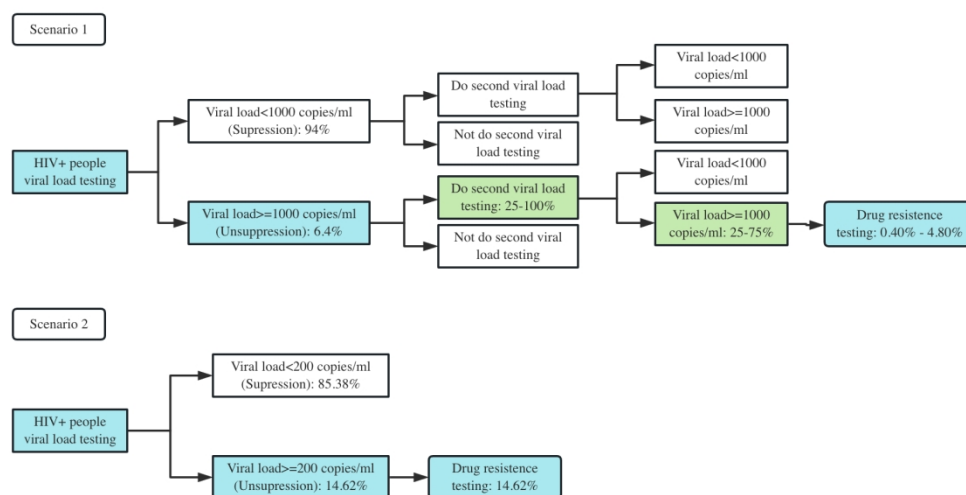 Scenario 1
Viral load<1000
copies/ml
Do second viral load
testing
Viral load<1000 copies/ml
(Supression): 94%
Viral load>=1000
copies/ml
Not do second viral
load testing
HIV+ people
viral load testing
Viral load<1000
copies/ml
Do second viral load
testing: 25-100%
Viral load>=1000 copies/ml
(Unsuppression): 6.4%
Viral load>=1000
copies/ml: 25-75%
Drug resistence
testing: 0.40% - 4.80%
Not do second viral
load testing
Scenario 2
Viral load<200 copies/ml
(Supression): 85.38%
HIV+ people
viral load testing
Viral load>=200 copies/ml
(Unsuppression): 14.62%
Drug resistence
testing: 14.62%